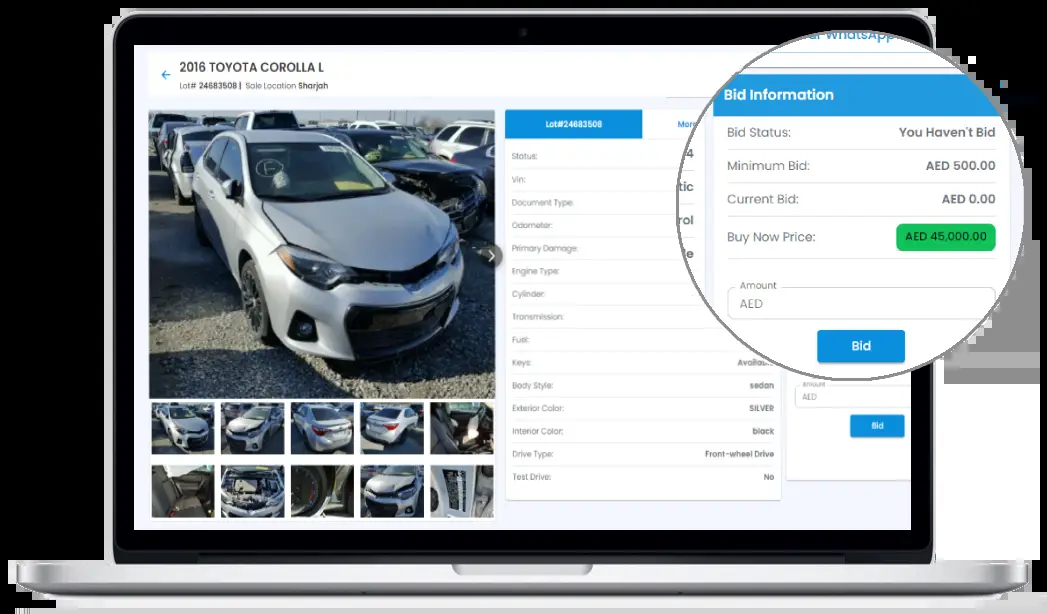 2016 TOYOTA COROLLA L
Lot# 24683508 | Sale Location Sharjah
Lot#24683508
More
Status:
Vin:
Document Type:
Odometer:
Primary Damage:
Engine Type:
Cylinder:
Transmission:
Fuel:
Keys: Available
Body Style: sedan
Exterior Color: SILVER
Interior Color: black
Drive Type: Front-wheel Drive
Test Drive: No
WhatsApp
Bid Information
Bid Status: You Haven't Bid
Minimum Bid: AED 500.00
Current Bid: AED 0.00
Buy Now Price: AED 45,000.00
Amount
AED
Bid
Amount
AED
Bid